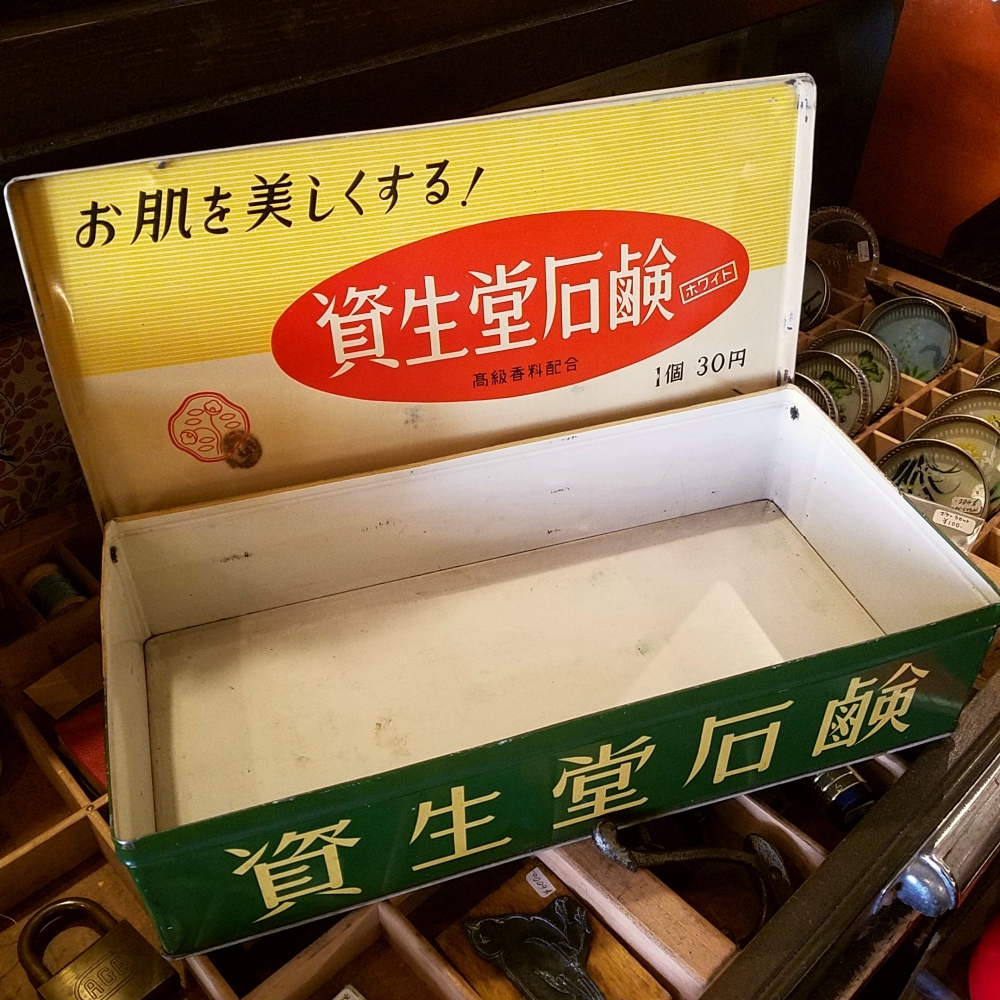 お肌を美しくする!
資生堂石鹸
ホワイト
高級香料配合
1個 30円
資生堂石鹸
¥100.